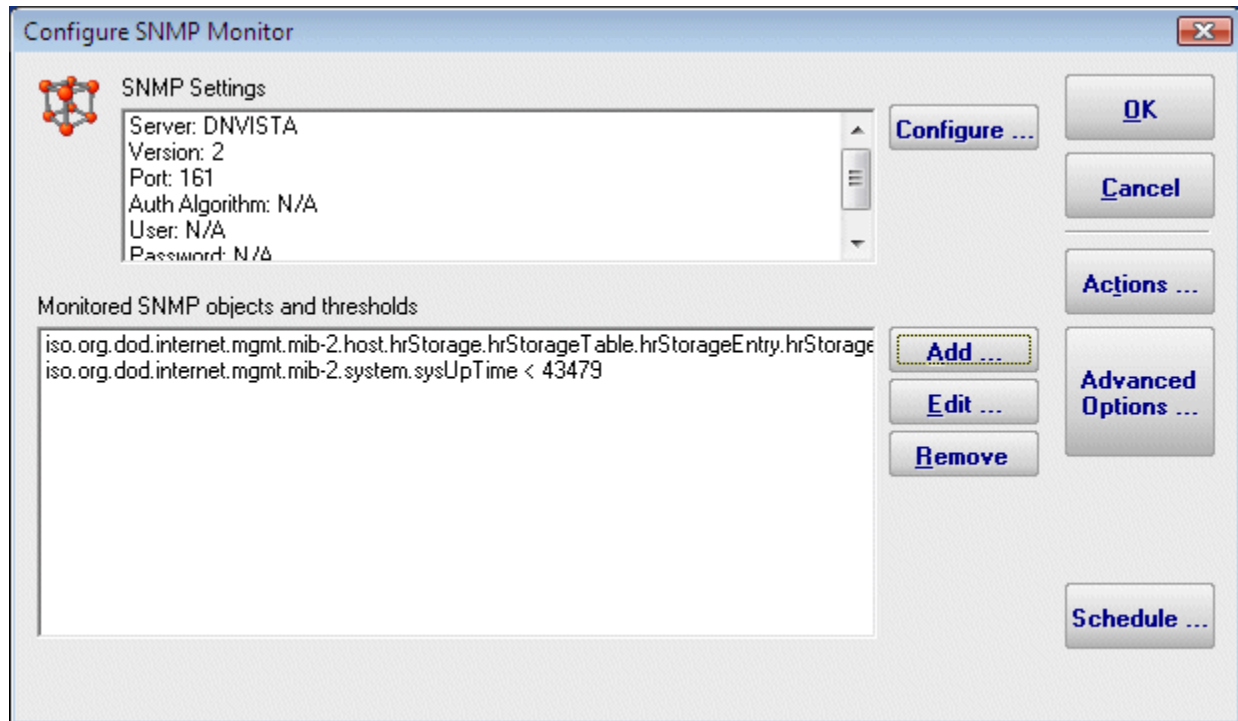 Configure SNMP Monitor
SNMP Settings
Server: DNVISTA
Version: 2
Port: 161
Auth Algorithm: N/A
User: N/A
Password: N/A
Configure ...
OK
Cancel
Actions ...
Advanced
Options ...
Schedule ...
Monitored SNMP objects and thresholds
iso.org.dod.internet.mgmt.mib-2.host.hrStorage.hrStorageTable.hrStorageEntry.hrStorage
iso.org.dod.internet.mgmt.mib-2.system.sysUpTime < 43479
Add ...
Edit ...
Remove